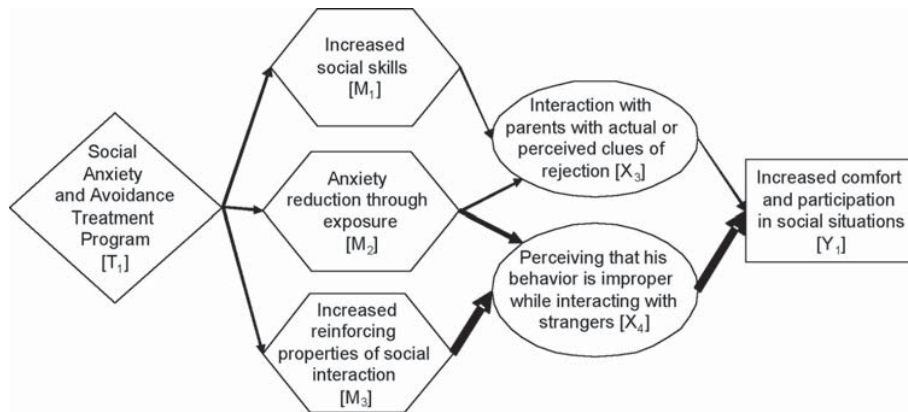 Social
Anxiety
and Avoidance
Treatment
Program
[T₁]
Increased
social skills
[M₁]
Anxiety
reduction through
exposure
[M₂]
Increased
reinforcing
properties of social
interaction
[M₃]
Interaction with
parents with actual or
perceived clues of
rejection [X₃]
Perceiving that his
behavior is improper
while interacting with
strangers [X₄]
Increased comfort
and participation
in social situations
[Y₁]